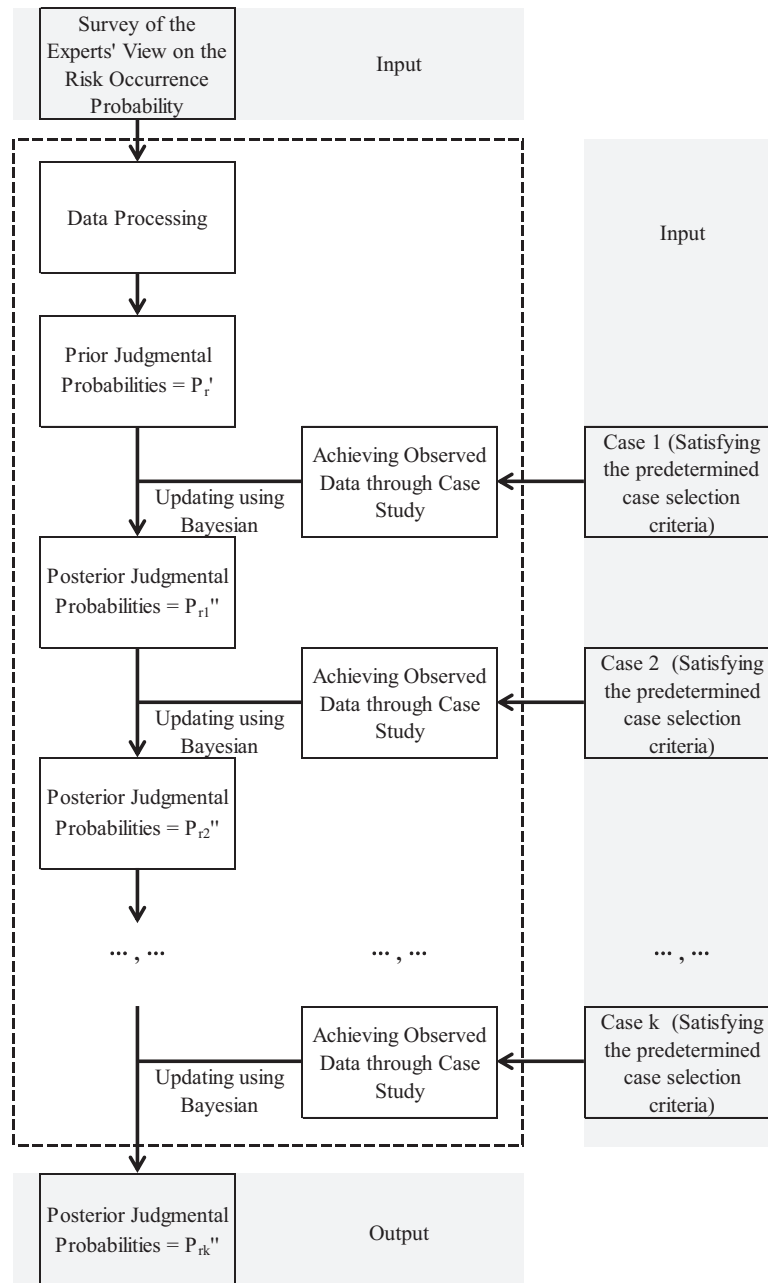 Survey of the
Experts' View on the
Risk Occurrence
Probability
Input
Data Processing
Input
Prior Judgmental
Probabilities = Pr'
Achieving Observed
Data through Case
Study
Case 1 (Satisfying
the predetermined
case selection
criteria)
Updating using
Bayesian
Posterior Judgmental
Probabilities = Pr1"
Achieving Observed
Data through Case
Study
Case 2 (Satisfying
the predetermined
case selection
criteria)
Updating using
Bayesian
Posterior Judgmental
Probabilities = Pr2"
... , ...
... , ...
... , ...
Achieving Observed
Data through Case
Study
Case k (Satisfying
the predetermined
case selection
criteria)
Updating using
Bayesian
Posterior Judgmental
Probabilities = Prk"
Output